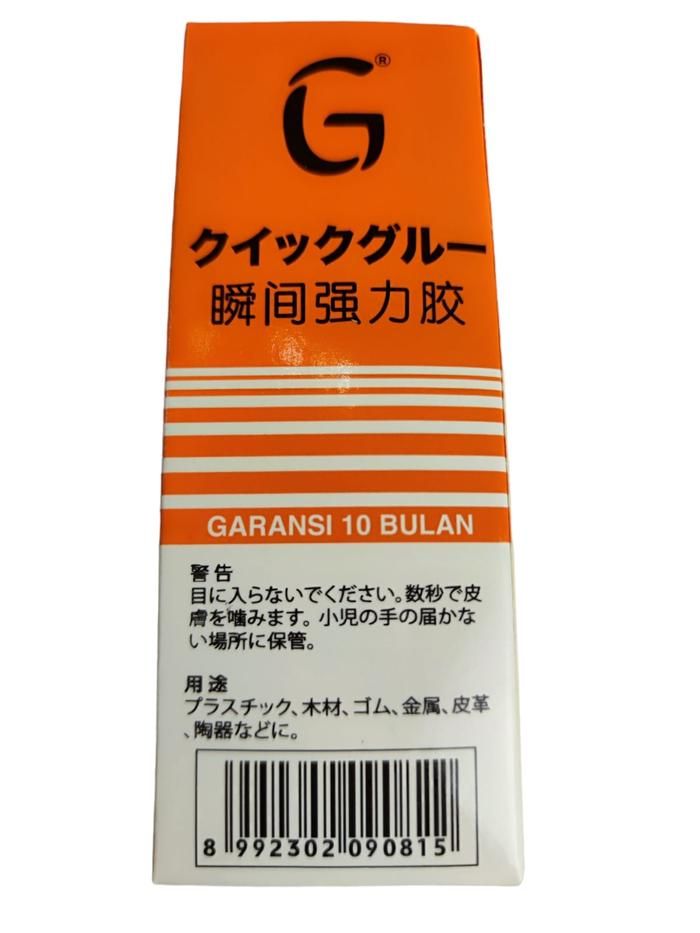 G®
クイックグルー
瞬间强力胶
GARANSI 10 BULAN
警告
目に入らないでください。数秒で皮
膚を噛みます。小児の手の届かな
い場所に保管。
用途
プラスチック、木材、ゴム、金属、皮革
、陶器などに。
8 992302 090815